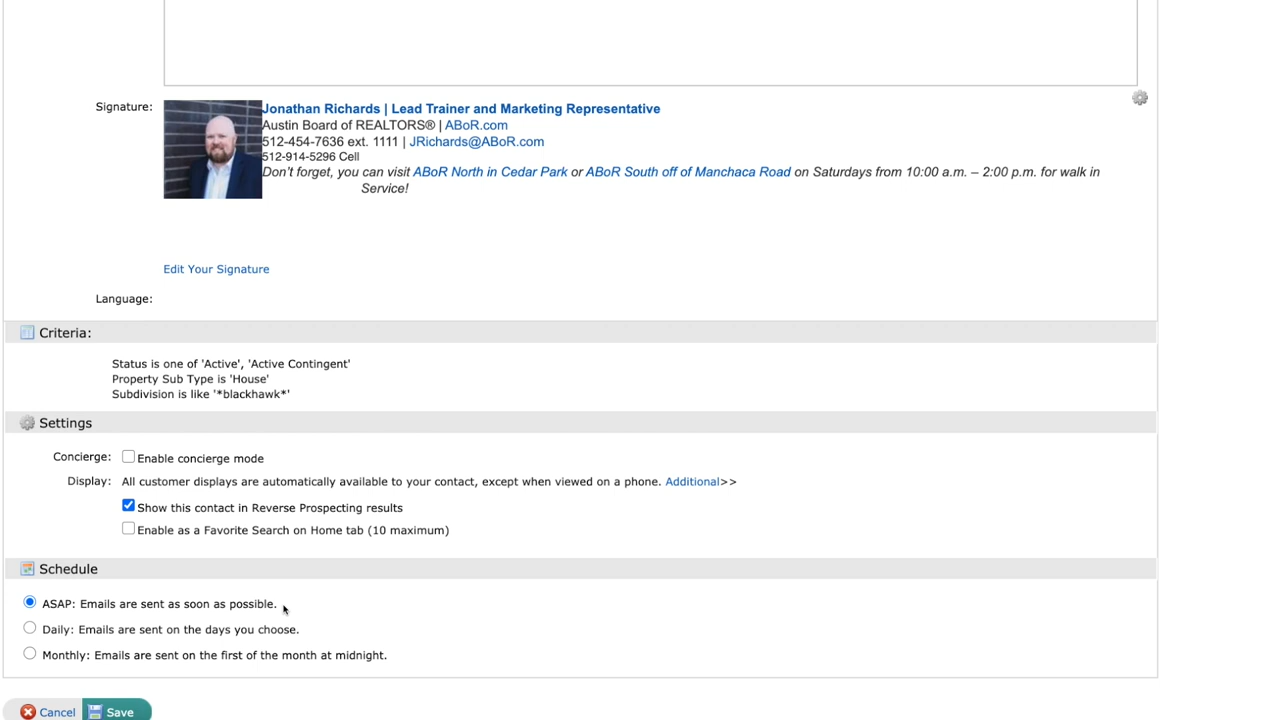 Signature:
Jonathan Richards | Lead Trainer and Marketing Representative
Austin Board of REALTORS® | ABoR.com
512-454-7636 ext. 1111 | JRichards@ABoR.com
512-914-5296 Cell
Don't forget, you can visit ABoR North in Cedar Park or ABoR South off of Manchaca Road on Saturdays from 10:00 a.m. – 2:00 p.m. for walk in
Service!
Edit Your Signature
Language:
Criteria:
Status is one of 'Active', 'Active Contingent'
Property Sub Type is 'House'
Subdivision is like '*blackhawk*'
Settings
Concierge: Enable concierge mode
Display: All customer displays are automatically available to your contact, except when viewed on a phone. Additional>>
Show this contact in Reverse Prospecting results
Enable as a Favorite Search on Home tab (10 maximum)
Schedule
ASAP: Emails are sent as soon as possible.
Daily: Emails are sent on the days you choose.
Monthly: Emails are sent on the first of the month at midnight.
Cancel Save